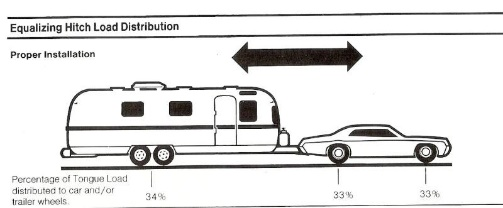 Equalizing Hitch Load Distribution
Proper Installation
Percentage of Tongue Load
distributed to car and/or
trailer wheels.
34%
33%
33%